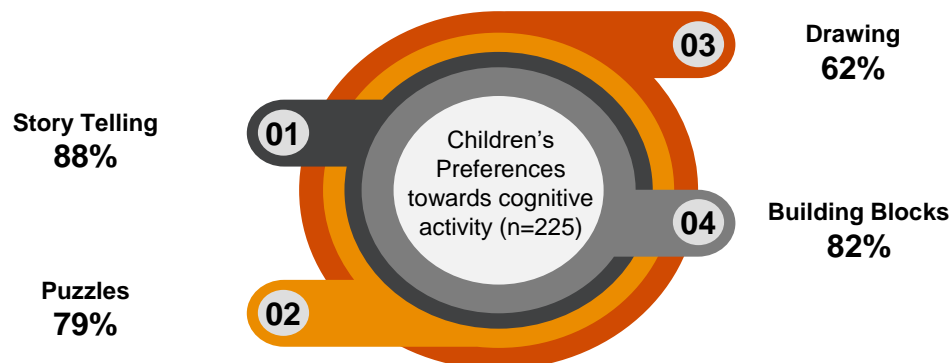 Story Telling
88%
01
Puzzles
79%
02
Children's
Preferences
towards cognitive
activity (n=225)
03
Drawing
62%
04
Building Blocks
82%